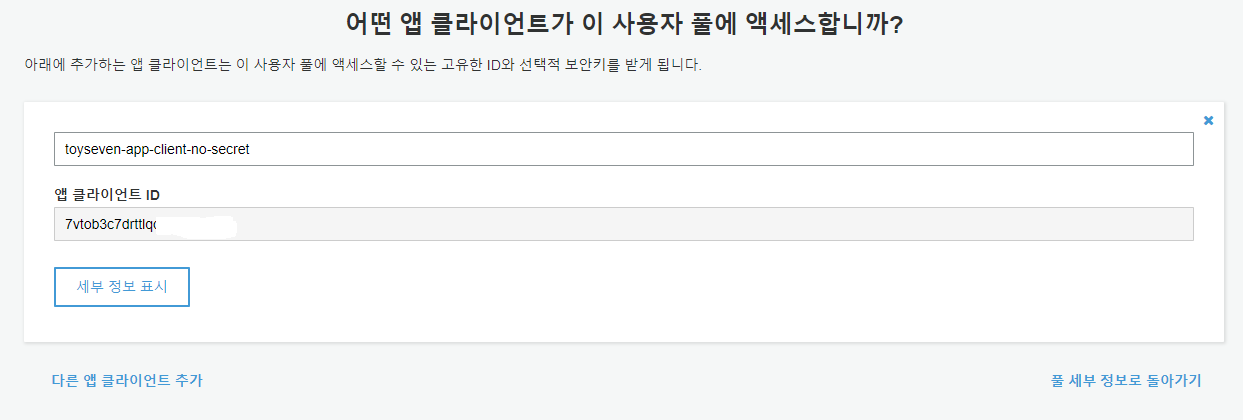 어떤 앱 클라이언트가 이 사용자 풀에 액세스합니까?
아래에 추가하는 앱 클라이언트는 이 사용자 풀에 액세스할 수 있는 고유한 ID와 선택적 보안키를 받게 됩니다.
toyseven-app-client-no-secret
앱 클라이언트 ID
세부 정보 표시
다른 앱 클라이언트 추가 풀 세부 정보로 돌아가기